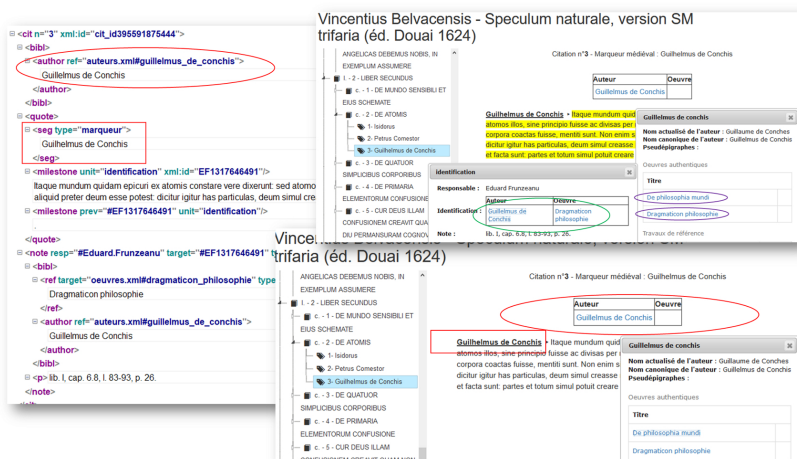 <cit n="3" xml:id="cit_id395591875444">
<bibl>
<author ref="auteurs.xml#guillelmus_de_conchis">
Guillelmus de Conchis
</author>
</bibl>
<quote>
<seg type="marqueur">
Guilhelmus de Conchis
</seg>
<milestone unit="identification" xml:id="EF1317646491"/>
Itaque mundum quidam epicuri ex atomis constare vere dixerunt: sed atomo
aliquid preter deum esse potest: dicitur igitur has particulas, deum simul cre
<milestone prev="#EF1317646491" unit="identification"/>
.
</quote>
<note resp="#Eduard.Frunzeanu" target="#EF1317646491" t
<bibl>
<ref target="oeuvres.xml#dragmaticon_philosophie" type
Dragmaticon philosophie
</ref>
<author ref="auteurs.xml#guillelmus_de_conchis">
Guillelmus de Conchis
</author>
</bibl>
<p> lib. I, cap. 6.8, l. 83-93, p. 26.
</note>
Vincentius Belvacensis - Speculum naturale, version SM
trifaria (éd. Douai 1624)
ANGELICAS DEBEMUS NOBIS, IN
EXEMPLUM ASSUMERE
I. - 2 - LIBER SECUNDUS
c. - 1 - DE MUNDO SENSIBILI ET
EIUS SCHEMATE
c. - 2 - DE ATOMIS
1- Isidorus
2- Petrus Comestor
3- Guilhelmus de Conchis
c. - 3 - DE QUATUOR
SIMPLICIBUS CORPORIBUS
c. - 4 - DE PRIMARIA
ELEMENTORUM CONFUSIONE
c. - 5 - CUR DEUS ILLAM
CONFUSIONEM CREAVIT QUA
DIU PERMANSURAM COGNOV
Citation n°3 - Marqueur médiéval : Guilhelmus de Conchis
Auteur Oeuvre
Guillelmus de Conchis
Guilhelmus de Conchis • Itaque mundum quid
atomos illos, sine principio fuisse ac divisas per i
corpora coactas fuisse, mentiti sunt. Non enim s
dicitur igitur has particulas, deum simul creasse
et facta sunt: partes et totum simul potuit creare
Guillelmus de conchis
Nom actualisé de l'auteur : Guillaume de Conches
Nom canonique de l'auteur : Guillelmus de Conchis
Pseudépigraphes :
Oeuvres authentiques
Titre
De philosophia mundi
Dragmaticon philosophie
Travaux de référence
identification
Responsable : Eduard Frunzeanu
Auteur Oeuvre
Identification : Guillelmus de Conchis Dragmaticon philosophie
Note : lib. I, cap. 6.8, l. 83-93, p. 26.
trifaria (éd. Douai 1624)
ANGELICAS DEBEMUS NOBIS, IN
EXEMPLUM ASSUMERE
I. - 2 - LIBER SECUNDUS
c. - 1 - DE MUNDO SENSIBILI ET
EIUS SCHEMATE
c. - 2 - DE ATOMIS
1- Isidorus
2- Petrus Comestor
3- Guilhelmus de Conchis
c. - 3 - DE QUATUOR
SIMPLICIBUS CORPORIBUS
c. - 4 - DE PRIMARIA
ELEMENTORUM CONFUSIONE
c. - 5 - CUR DEUS ILLAM
Citation n°3 - Marqueur médiéval : Guilhelmus de Conchis
Auteur Oeuvre
Guillelmus de Conchis
Guilhelmus de Conchis • Itaque mundum quid
atomos illos, sine principio fuisse ac divisas per i
corpora coactas fuisse, mentiti sunt. Non enim s
dicitur igitur has particulas, deum simul creasse
et facta sunt: partes et totum simul potuit creare
Guillelmus de conchis
Nom actualisé de l'auteur : Guillaume de Conches
Nom canonique de l'auteur : Guillelmus de Conchis
Pseudépigraphes :
Oeuvres authentiques
Titre
De philosophia mundi
Dragmaticon philosophie